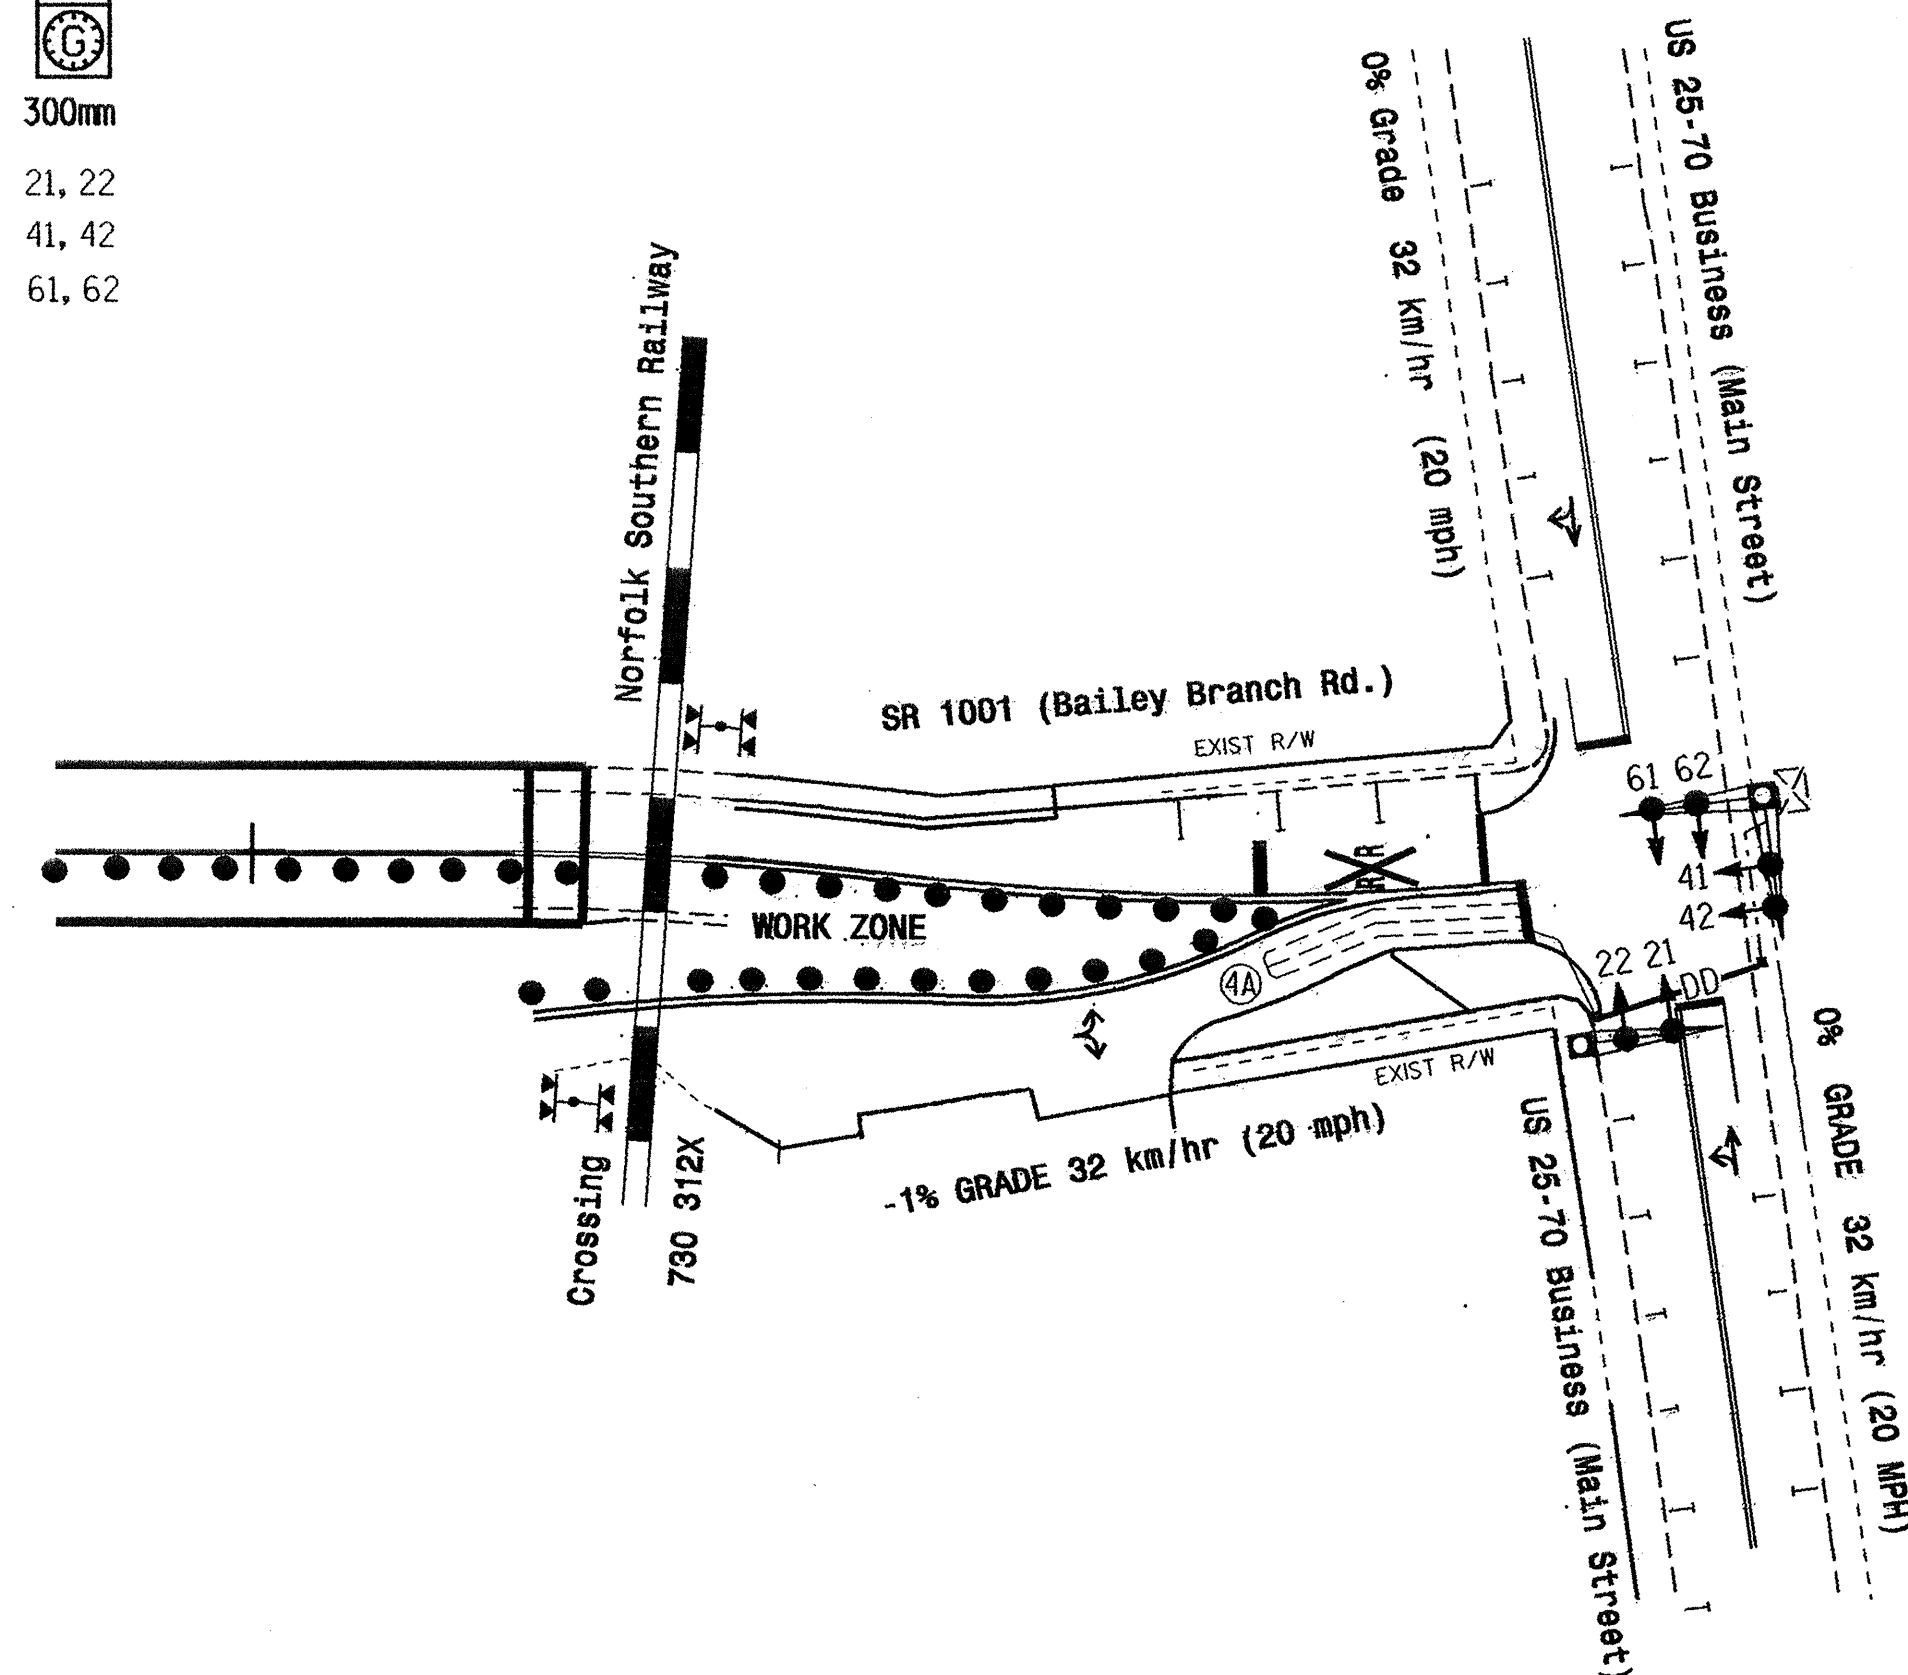 G
300mm
21, 22
41, 42
61, 62
Norfolk Southern Railway
0% Grade 32 km/hr (20 mph)
US 25-70 Business (Main Street)
SR 1001 (Bailey Branch Rd.)
EXIST R/W
61 62
R R
41
42
WORK ZONE
4A
22 21
DD
EXIST R/W
-1% GRADE 32 km/hr (20 mph)
Crossing
730 312X
US 25-70 Business (Main Street)
0% GRADE 32 km/hr (20 MPH)